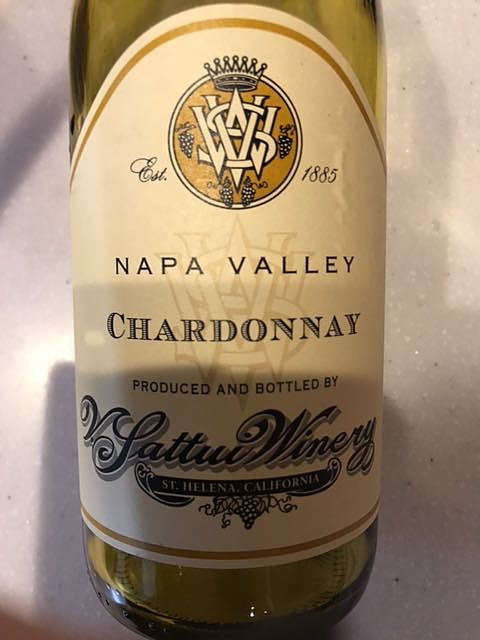 Est. 1885
NAPA VALLEY
CHARDONNAY
PRODUCED AND BOTTLED BY
V. Sattui Winery
ST. HELENA, CALIFORNIA